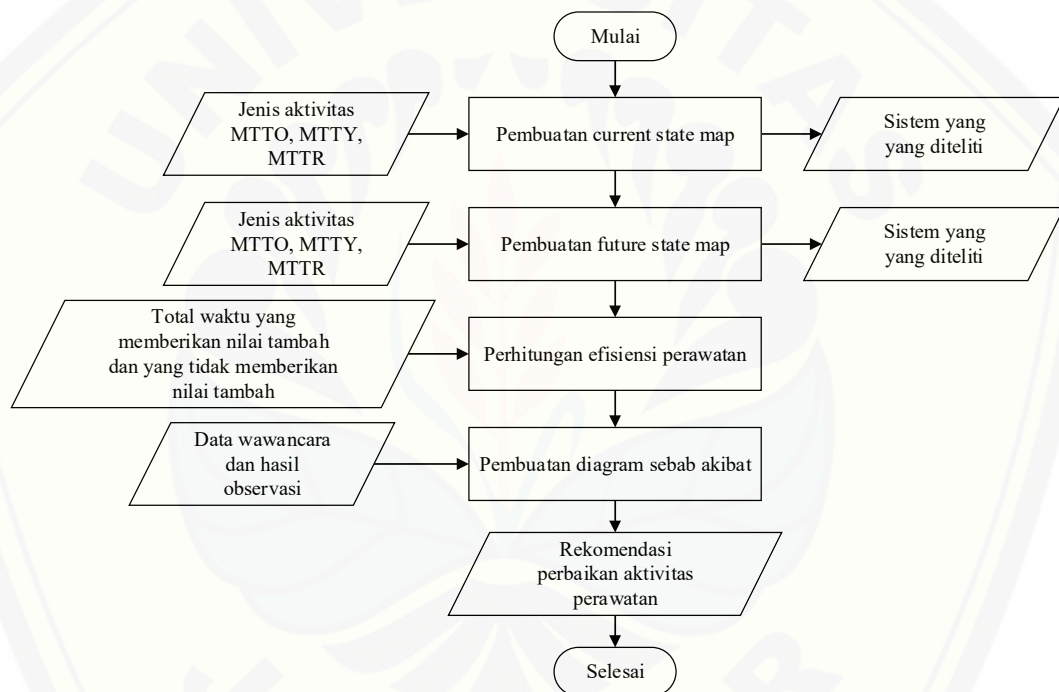 Mulai
Jenis aktivitas
MTTO, MTTY,
MTTR
Pembuatan current state map
Sistem yang
yang diteliti
Jenis aktivitas
MTTO, MTTY,
MTTR
Pembuatan future state map
Sistem yang
yang diteliti
Total waktu yang
memberikan nilai tambah
dan yang tidak memberikan
nilai tambah
Perhitungan efisiensi perawatan
Data wawancara
dan hasil
observasi
Pembuatan diagram sebab akibat
Rekomendasi
perbaikan aktivitas
perawatan
Selesai
UNIVERSITAS